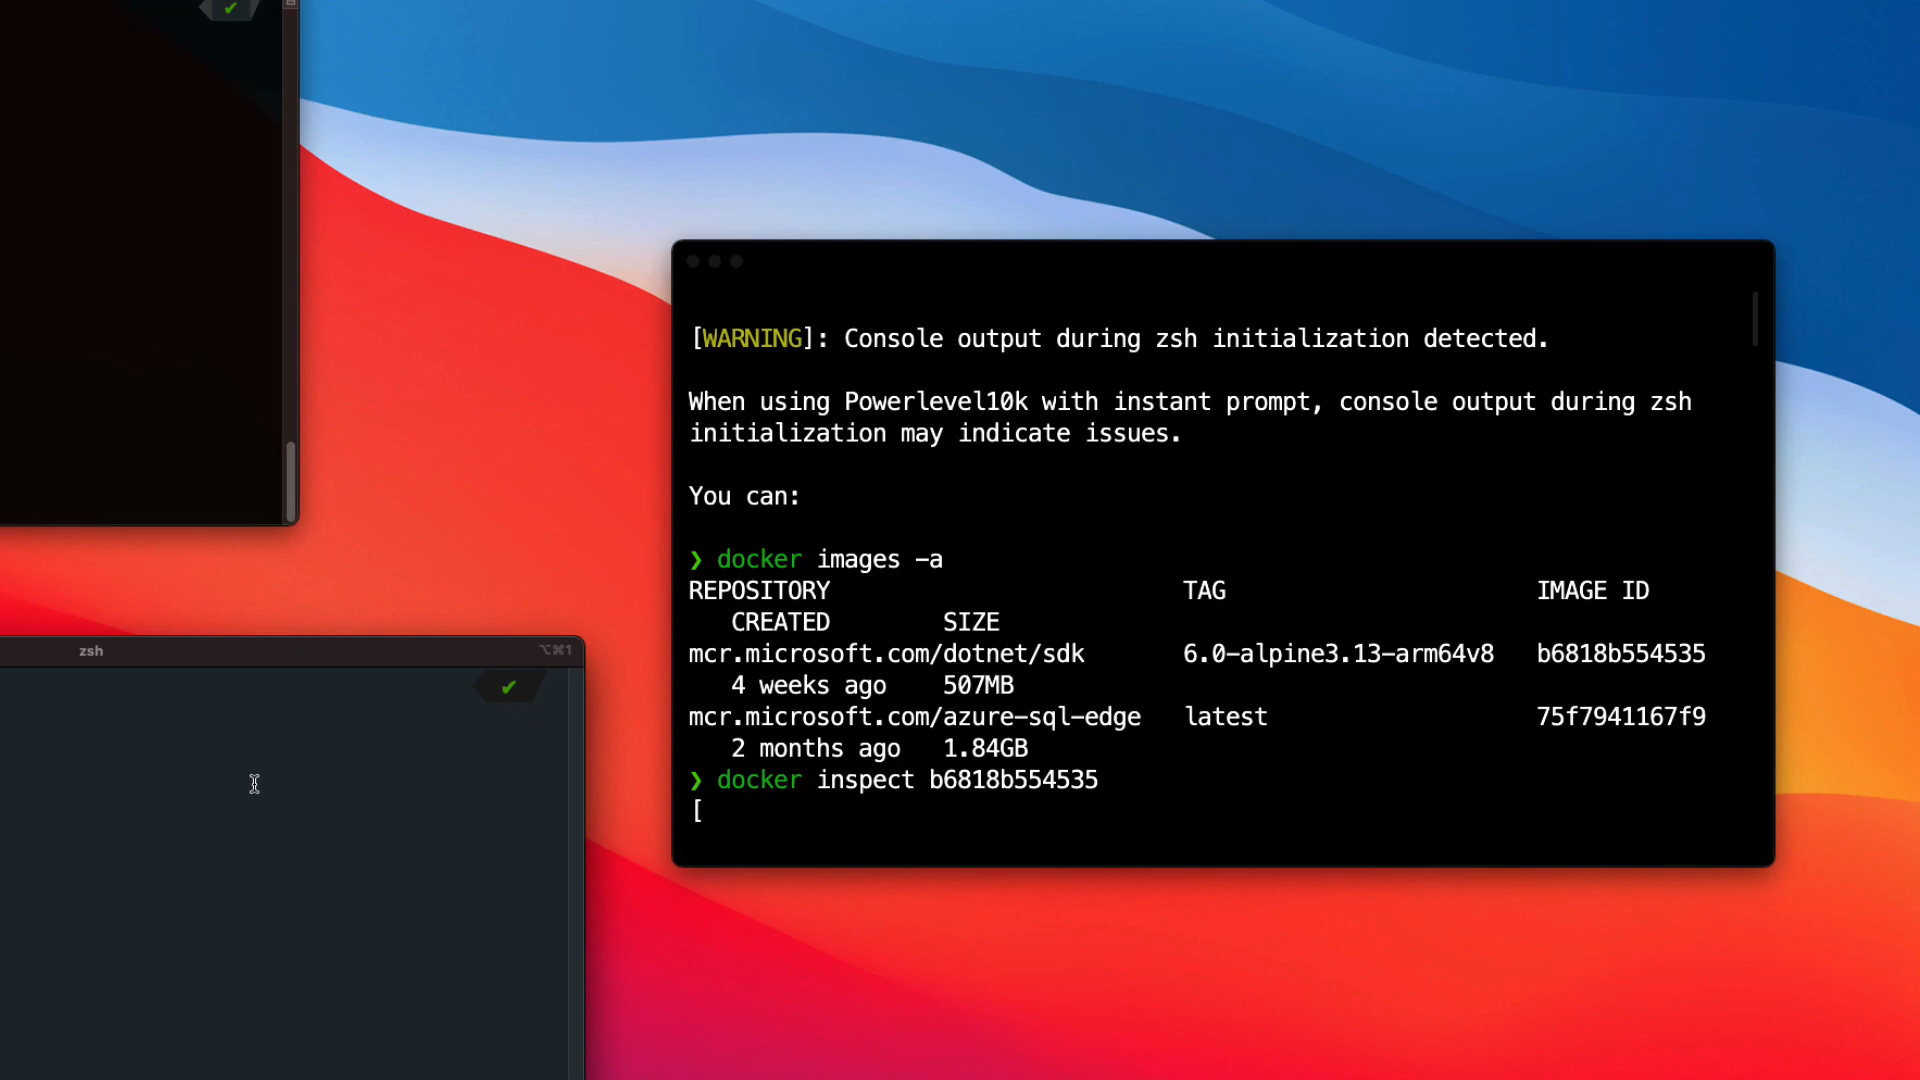 [WARNING]: Console output during zsh initialization detected.
When using Powerlevel10k with instant prompt, console output during zsh
initialization may indicate issues.
You can:
❯ docker images -a
REPOSITORY TAG IMAGE ID
CREATED SIZE
mcr.microsoft.com/dotnet/sdk 6.0-alpine3.13-arm64v8 b6818b554535
4 weeks ago 507MB
mcr.microsoft.com/azure-sql-edge latest 75f7941167f9
2 months ago 1.84GB
❯ docker inspect b6818b554535
[
zsh ⌥⌘1
✔
✔